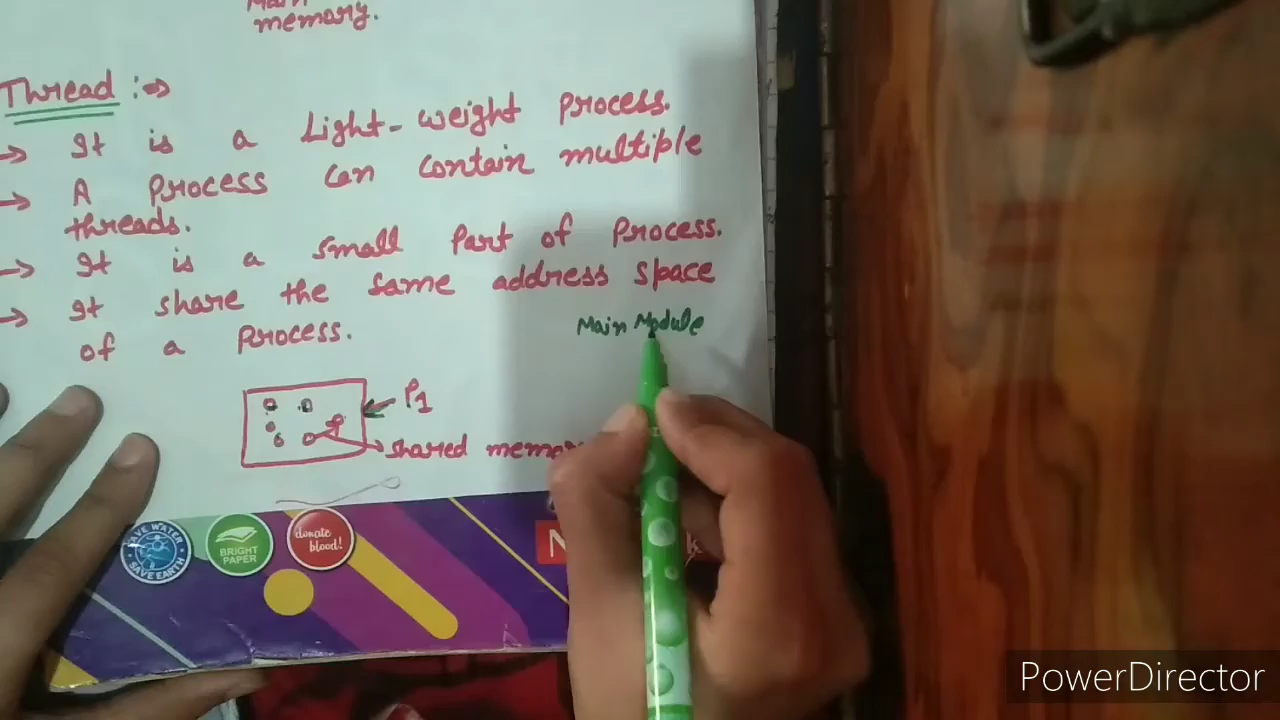 Main
memory.
Thread :⇒
→ It is a Light-weight Process.
→ A Process can contain multiple
threads.
→ It is a small Part of Process.
→ It share the same address space
of a Process.
Main Module
P1
shared memor
SAVE WATER
SAVE EARTH
BRIGHT
PAPER
donate
blood!
N
PowerDirector